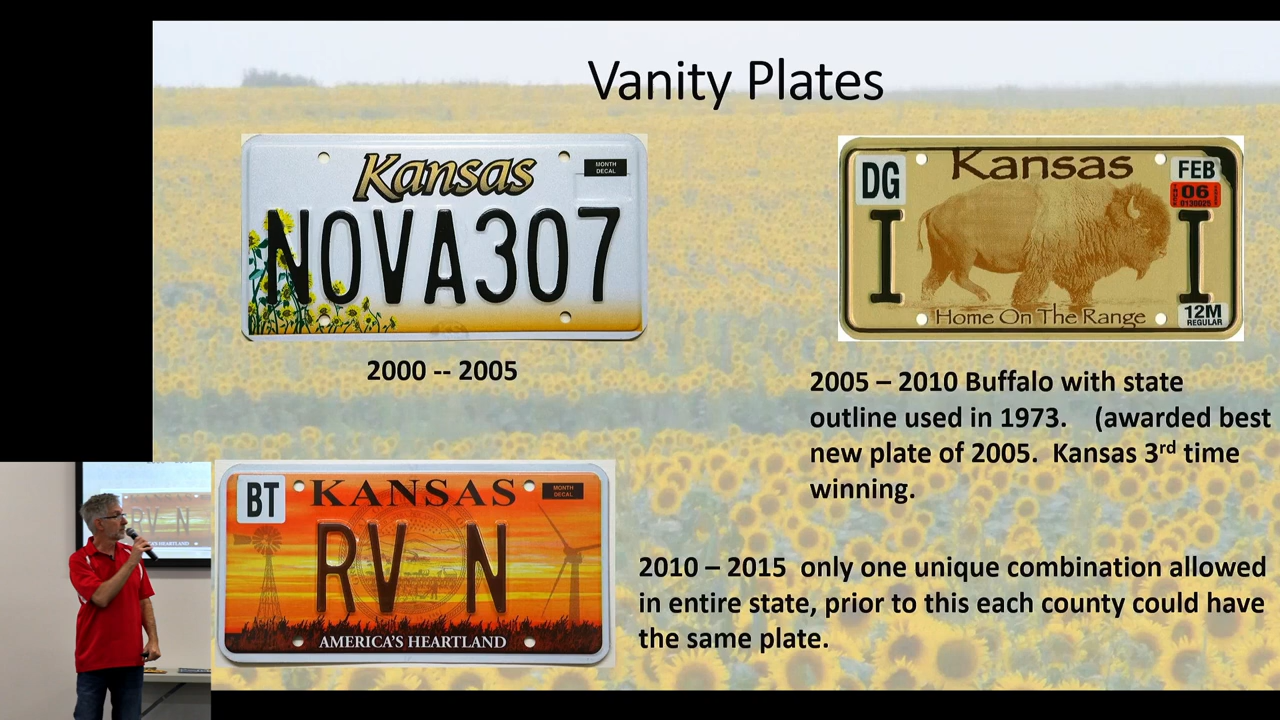 Vanity Plates
Kansas
MONTH
DECAL
NOVA307
2000 -- 2005
DG
Kansas
FEB
06
I I
Home On The Range
12M
REGULAR
2005 – 2010 Buffalo with state
outline used in 1973. (awarded best
new plate of 2005. Kansas 3rd time
winning.
BT
KANSAS
MONTH
DECAL
RV N
AMERICA'S HEARTLAND
2010 – 2015 only one unique combination allowed
in entire state, prior to this each county could have
the same plate.
RV N